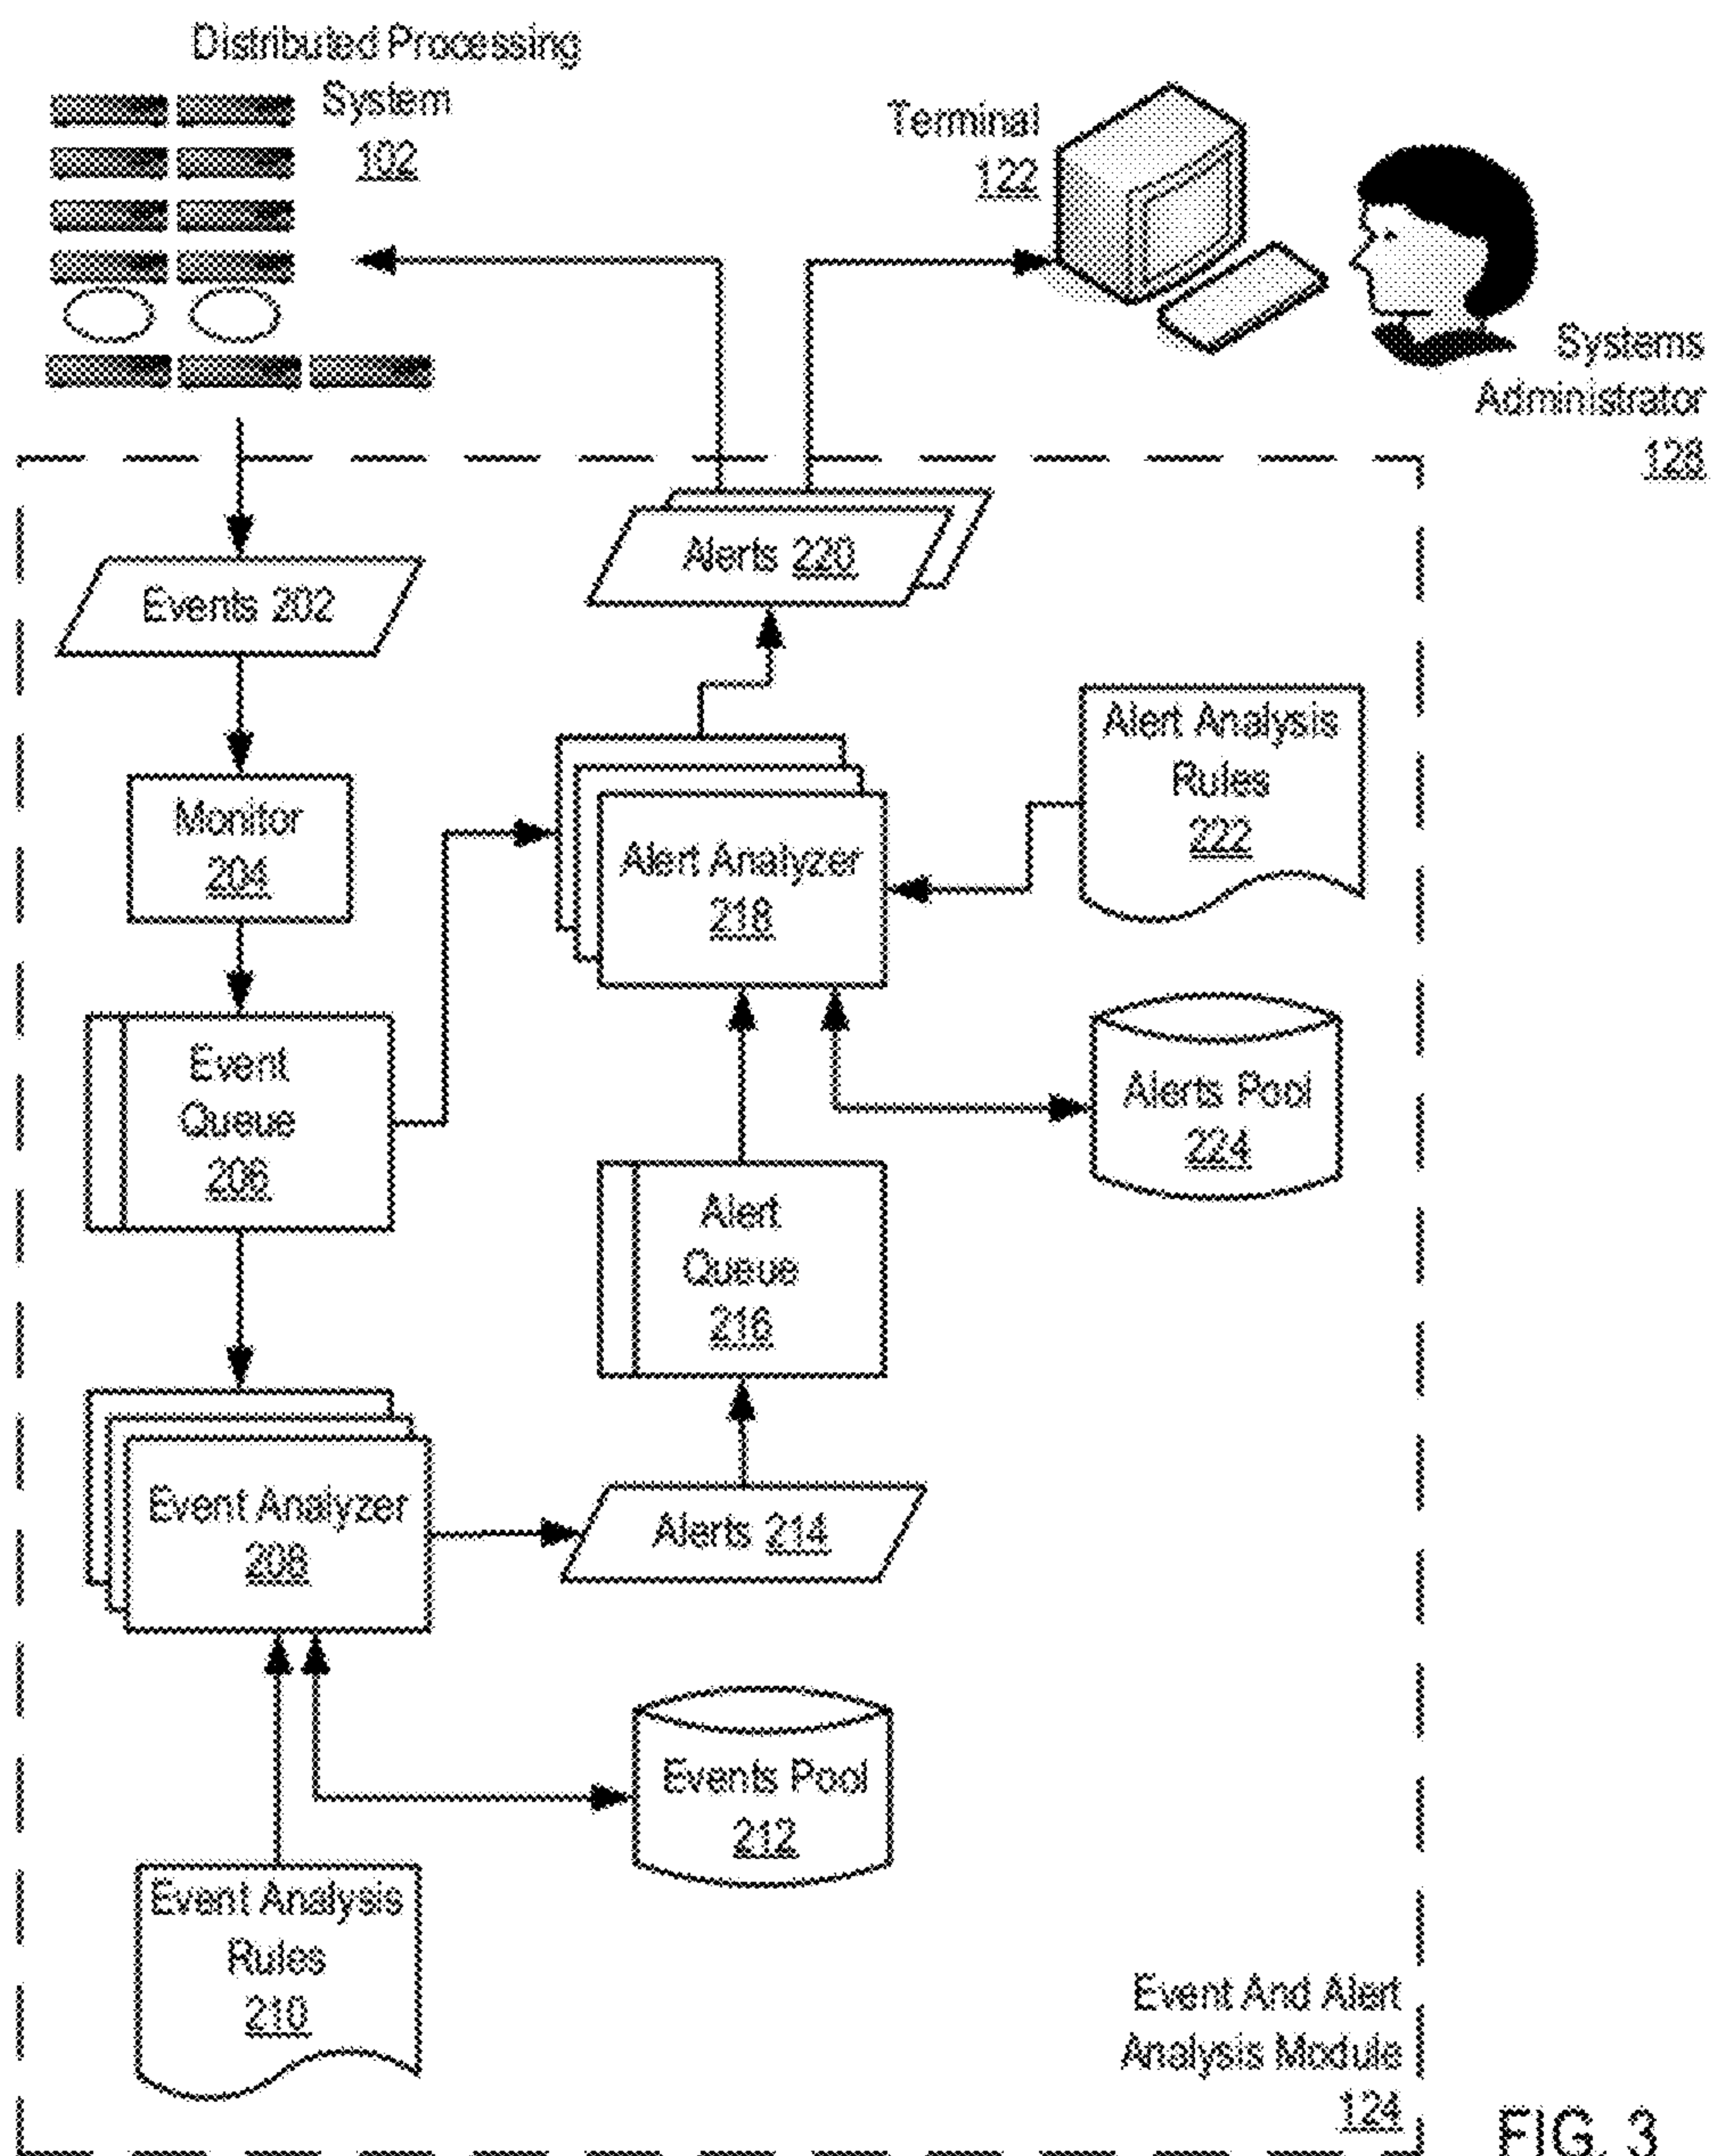 Distributed Processing
System
102
Terminal
122
Systems
Administrator
128
Alerts 220
Events 202
Alert Analysis
Rules
222
Monitor
204
Alert Analyzer
218
Event
Queue
206
Alerts Pool
224
Alert
Queue
216
Event Analyzer
208
Alerts 214
Events Pool
212
Event Analysis
Rules
210
Event And Alert
Analysis Module
124
FIG. 3